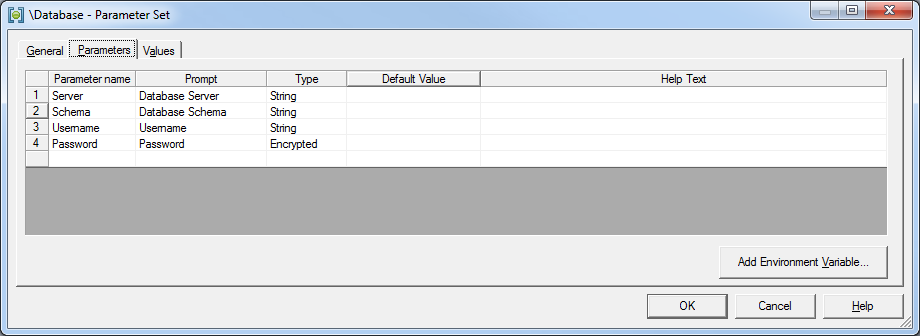 \Database - Parameter Set
General Parameters Values
Parameter name Prompt Type Default Value Help Text
1 Server Database Server String
2 Schema Database Schema String
3 Username Username String
4 Password Password Encrypted
Add Environment Variable...
OK Cancel Help